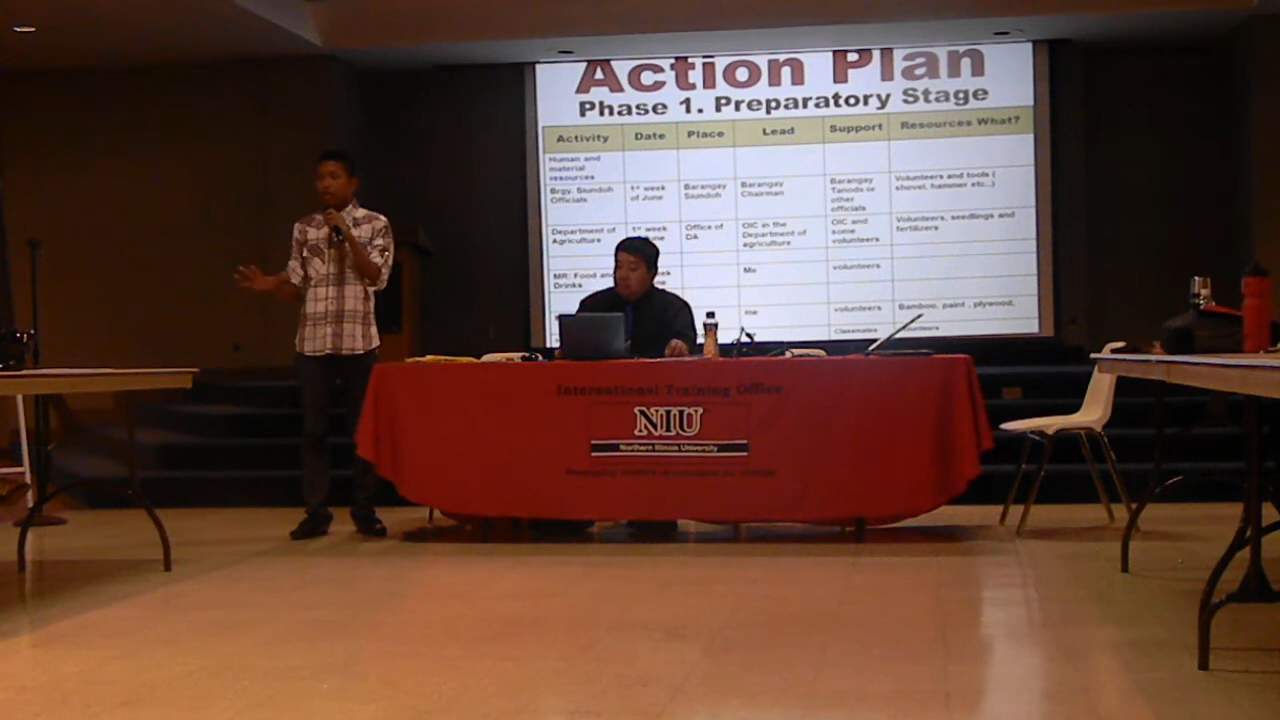 Action Plan
Phase 1. Preparatory Stage
Activity Date Place Lead Support Resources What?
Human and
material
resources
Brgy. Siundoh
Officials
1st week
of June
Barangay
Siundoh
Barangay
Chairman
Barangay
Tanods or
other
officials
Volunteers and tools (
shovel, hammer etc..)
Department of
Agriculture
1st week
Office of
DA
OIC in the
Department of
agriculture
OIC and
some
volunteers
Volunteers, seedlings and
fertilizers
MR: Food and
Drinks
Me
volunteers
me
volunteers
Bamboo, paint , plywood,
Classmates
International Training Office
NIU
Northern Illinois University